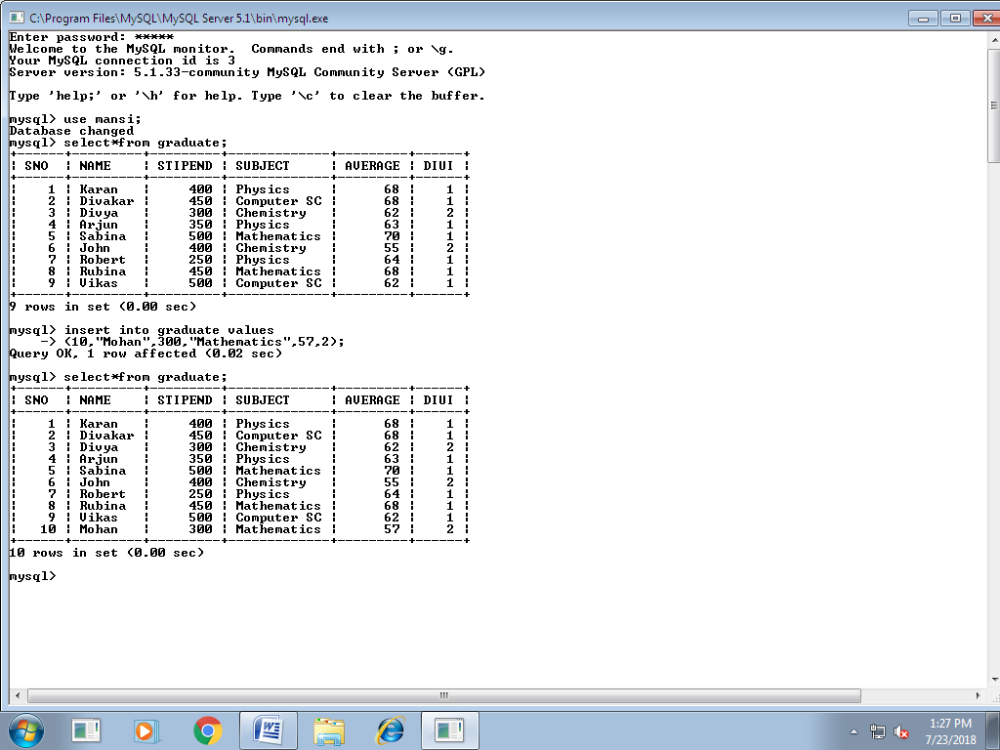 C:\Program Files\MySQL\MySQL Server 5.1\bin\mysql.exe
Enter password: *****
Welcome to the MySQL monitor.  Commands end with ; or \g.
Your MySQL connection id is 3
Server version: 5.1.33-community MySQL Community Server (GPL)

Type 'help;' or '\h' for help. Type '\c' to clear the buffer.

mysql> use mansi;
Database changed
mysql> select*from graduate;
+------+---------+---------+-------------+---------+------+
| SNO  | NAME    | STIPEND | SUBJECT     | AVERAGE | DIVI |
+------+---------+---------+-------------+---------+------+
|    1 | Karan   |     400 | Physics     |      68 |    1 |
|    2 | Divakar |     450 | Computer SC |      68 |    1 |
|    3 | Divya   |     300 | Chemistry   |      62 |    2 |
|    4 | Arjun   |     350 | Physics     |      63 |    1 |
|    5 | Sabina  |     500 | Mathematics |      70 |    1 |
|    6 | John    |     400 | Chemistry   |      55 |    2 |
|    7 | Robert  |     250 | Physics     |      64 |    1 |
|    8 | Rubina  |     450 | Mathematics |      68 |    1 |
|    9 | Vikas   |     500 | Computer SC |      62 |    1 |
+------+---------+---------+-------------+---------+------+
9 rows in set (0.00 sec)

mysql> insert into graduate values
    -> (10,"Mohan",300,"Mathematics",57,2);
Query OK, 1 row affected (0.02 sec)

mysql> select*from graduate;
+------+---------+---------+-------------+---------+------+
| SNO  | NAME    | STIPEND | SUBJECT     | AVERAGE | DIVI |
+------+---------+---------+-------------+---------+------+
|    1 | Karan   |     400 | Physics     |      68 |    1 |
|    2 | Divakar |     450 | Computer SC |      68 |    1 |
|    3 | Divya   |     300 | Chemistry   |      62 |    2 |
|    4 | Arjun   |     350 | Physics     |      63 |    1 |
|    5 | Sabina  |     500 | Mathematics |      70 |    1 |
|    6 | John    |     400 | Chemistry   |      55 |    2 |
|    7 | Robert  |     250 | Physics     |      64 |    1 |
|    8 | Rubina  |     450 | Mathematics |      68 |    1 |
|    9 | Vikas   |     500 | Computer SC |      62 |    1 |
|   10 | Mohan   |     300 | Mathematics |      57 |    2 |
+------+---------+---------+-------------+---------+------+
10 rows in set (0.00 sec)

mysql>
1:27 PM
7/23/2018